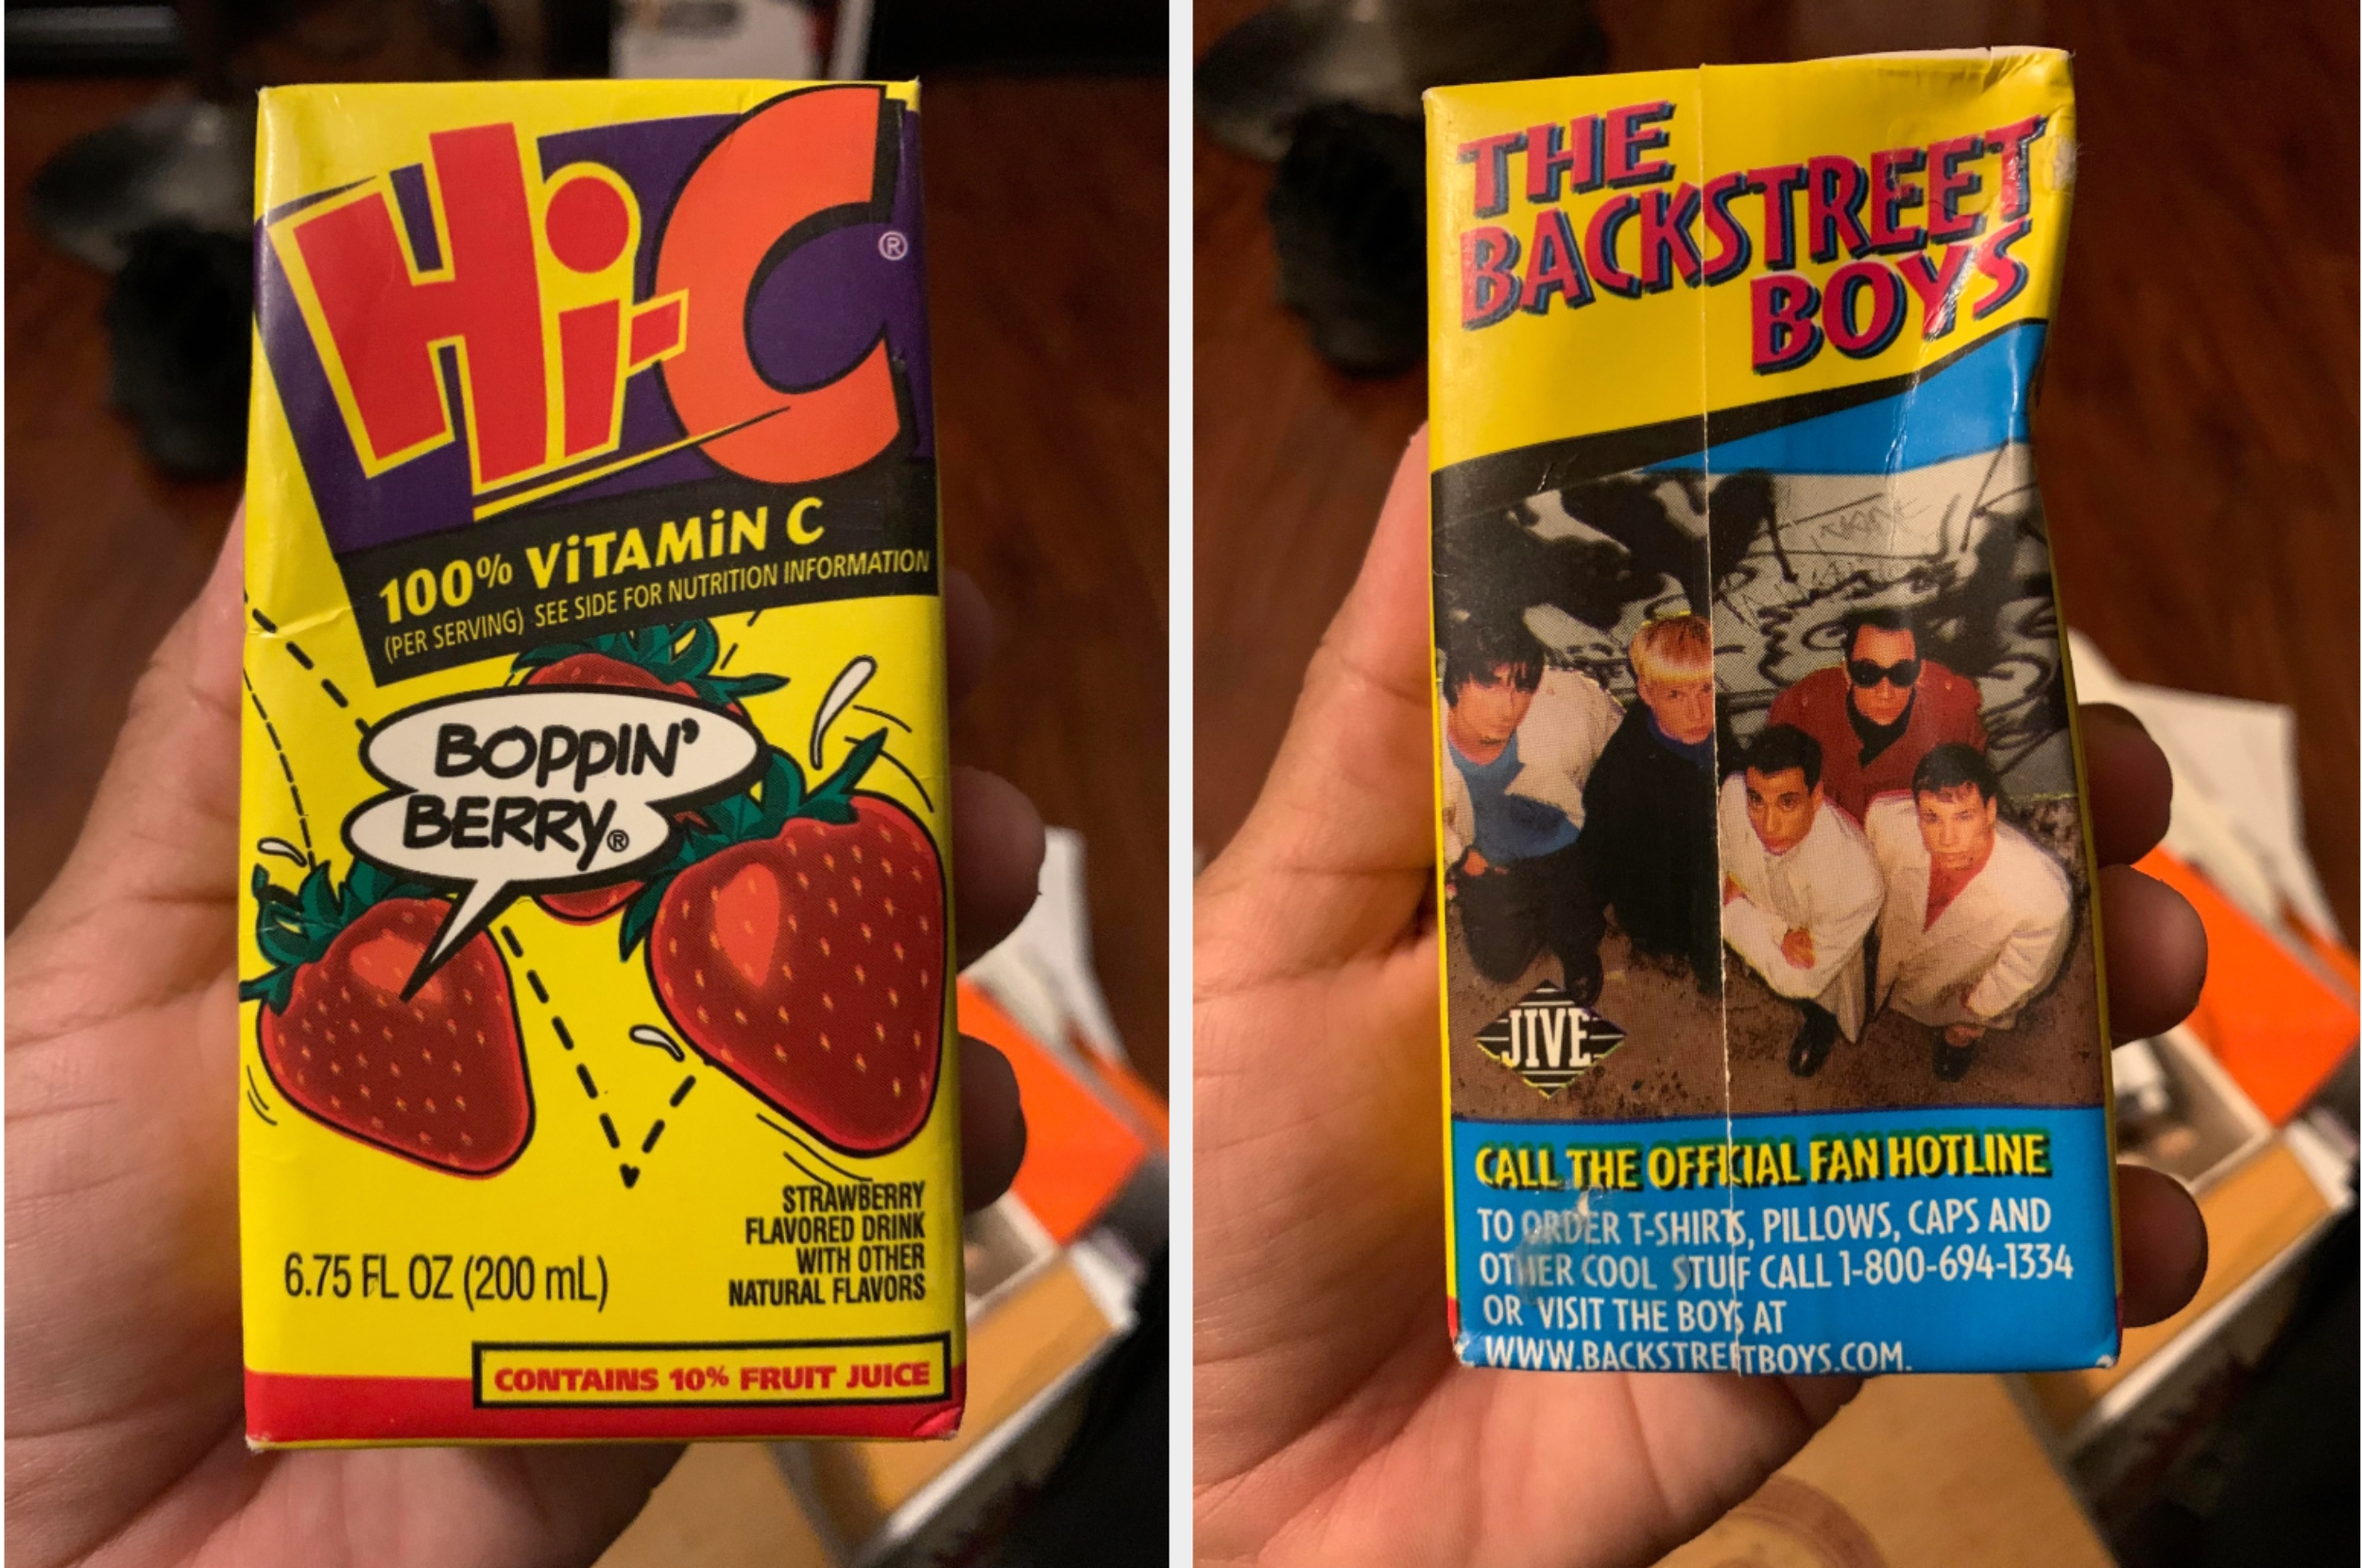 Hi-C®
100% ViTAMiN C
(PER SERVING) SEE SIDE FOR NUTRITION INFORMATION
BOPPIN'
BERRY®
STRAWBERRY
FLAVORED DRINK
WITH OTHER
NATURAL FLAVORS
6.75 FL OZ (200 mL)
CONTAINS 10% FRUIT JUICE
THE
BACKSTREET
BOYS
JIVE
CALL THE OFFICIAL FAN HOTLINE
TO ORDER T-SHIRTS, PILLOWS, CAPS AND
OTHER COOL STUFF CALL 1-800-694-1334
OR VISIT THE BOYS AT
WWW.BACKSTREETBOYS.COM.